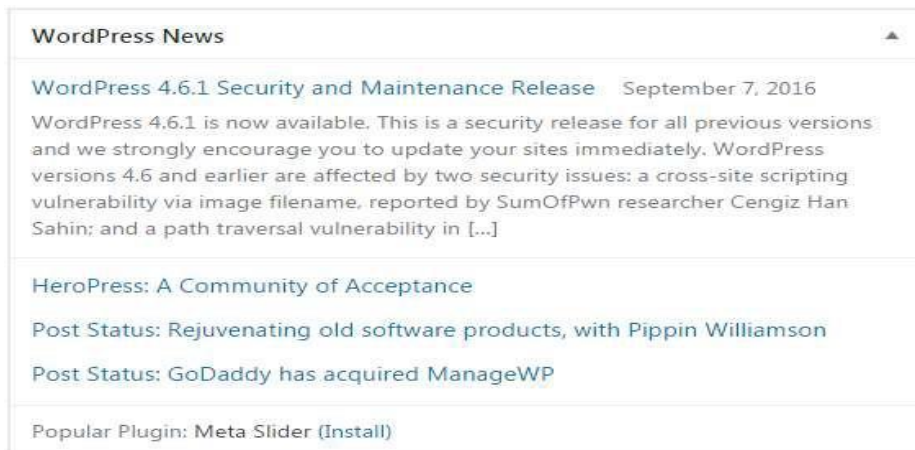 WordPress News
WordPress 4.6.1 Security and Maintenance Release September 7, 2016
WordPress 4.6.1 is now available. This is a security release for all previous versions
and we strongly encourage you to update your sites immediately. WordPress
versions 4.6 and earlier are affected by two security issues: a cross-site scripting
vulnerability via image filename, reported by SumOfPwn researcher Cengiz Han
Sahin; and a path traversal vulnerability in [...]
HeroPress: A Community of Acceptance
Post Status: Rejuvenating old software products, with Pippin Williamson
Post Status: GoDaddy has acquired ManageWP
Popular Plugin: Meta Slider (Install)